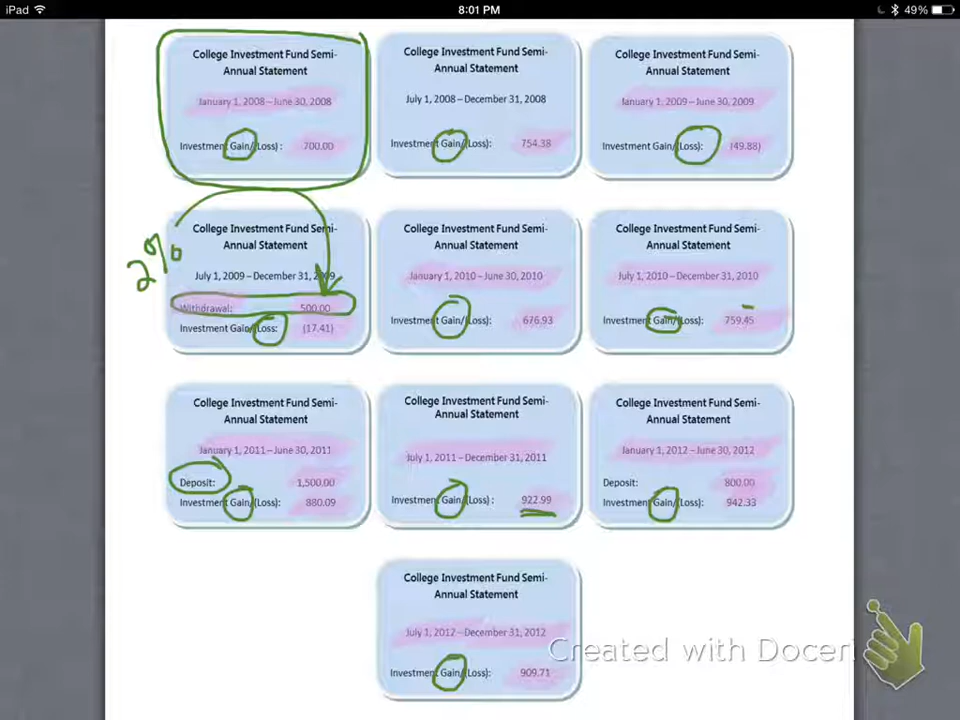 iPad
8:01 PM
49%
College Investment Fund Semi-
Annual Statement
January 1, 2008 – June 30, 2008
Investment Gain/(Loss) : 700.00
College Investment Fund Semi-
Annual Statement
July 1, 2008 – December 31, 2008
Investment Gain/(Loss): 754.38
College Investment Fund Semi-
Annual Statement
January 1, 2009 – June 30, 2009
Investment Gain/(Loss): (49.88)
2%
College Investment Fund Semi-
Annual Statement
July 1, 2009 – December 31, 2009
Withdrawal: 500.00
Investment Gain/(Loss: (17.41)
College Investment Fund Semi-
Annual Statement
January 1, 2010 – June 30, 2010
Investment Gain/(Loss): 676.93
College Investment Fund Semi-
Annual Statement
July 1, 2010 – December 31, 2010
Investment Gain/(Loss): 759.45
College Investment Fund Semi-
Annual Statement
January 1, 2011 – June 30, 2011
Deposit: 1,500.00
Investment Gain/(Loss): 880.09
College Investment Fund Semi-
Annual Statement
July 1, 2011 – December 31, 2011
Investment Gain/(Loss) : 922.99
College Investment Fund Semi-
Annual Statement
January 1, 2012 – June 30, 2012
Deposit: 800.00
Investment Gain/(Loss): 942.33
College Investment Fund Semi-
Annual Statement
July 1, 2012 – December 31, 2012
Investment Gain/(Loss): 909.71
Created with Doceri